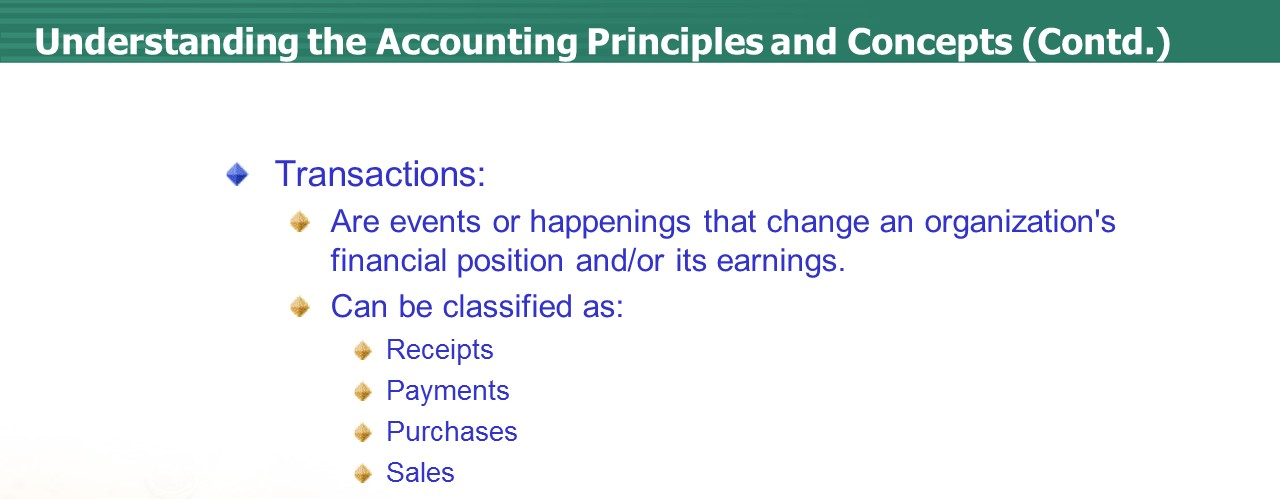 Understanding the Accounting Principles and Concepts (Contd.)
Transactions:
Are events or happenings that change an organization's
financial position and/or its earnings.
Can be classified as:
Receipts
Payments
Purchases
Sales